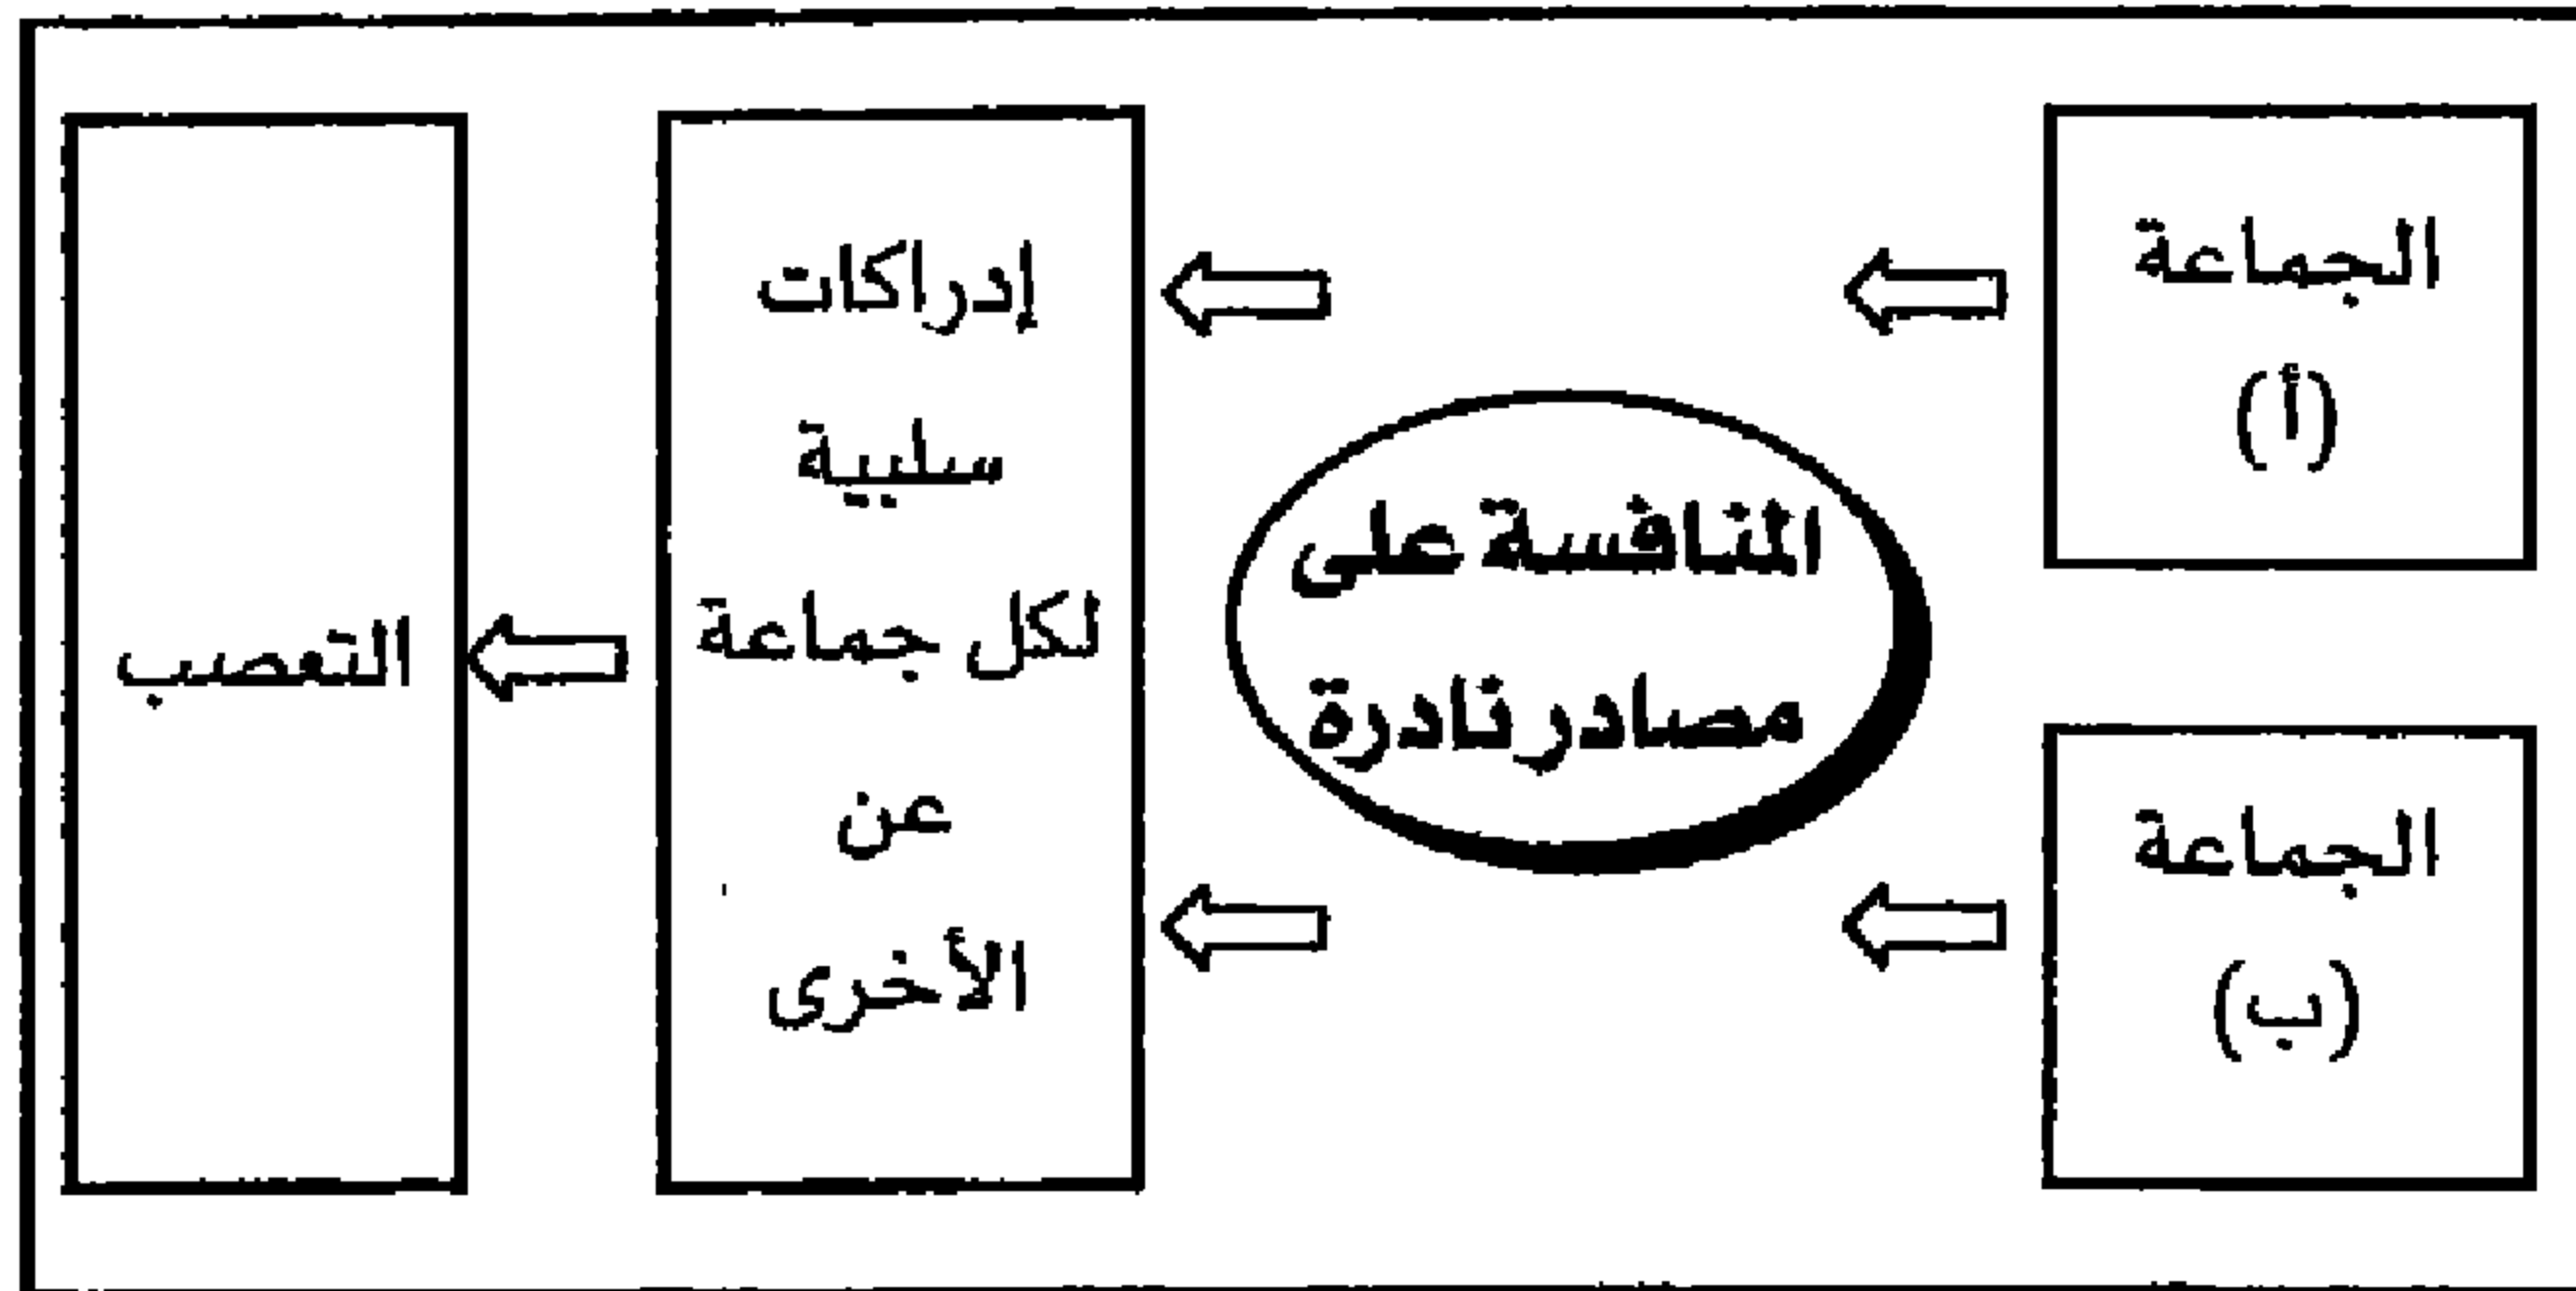 الجماعة
(أ)
الجماعة
(ب)
المنافسة على
مصادر نادرة
إدراكات
سلبية
لكل جماعة
عن
الأخرى
التعصب